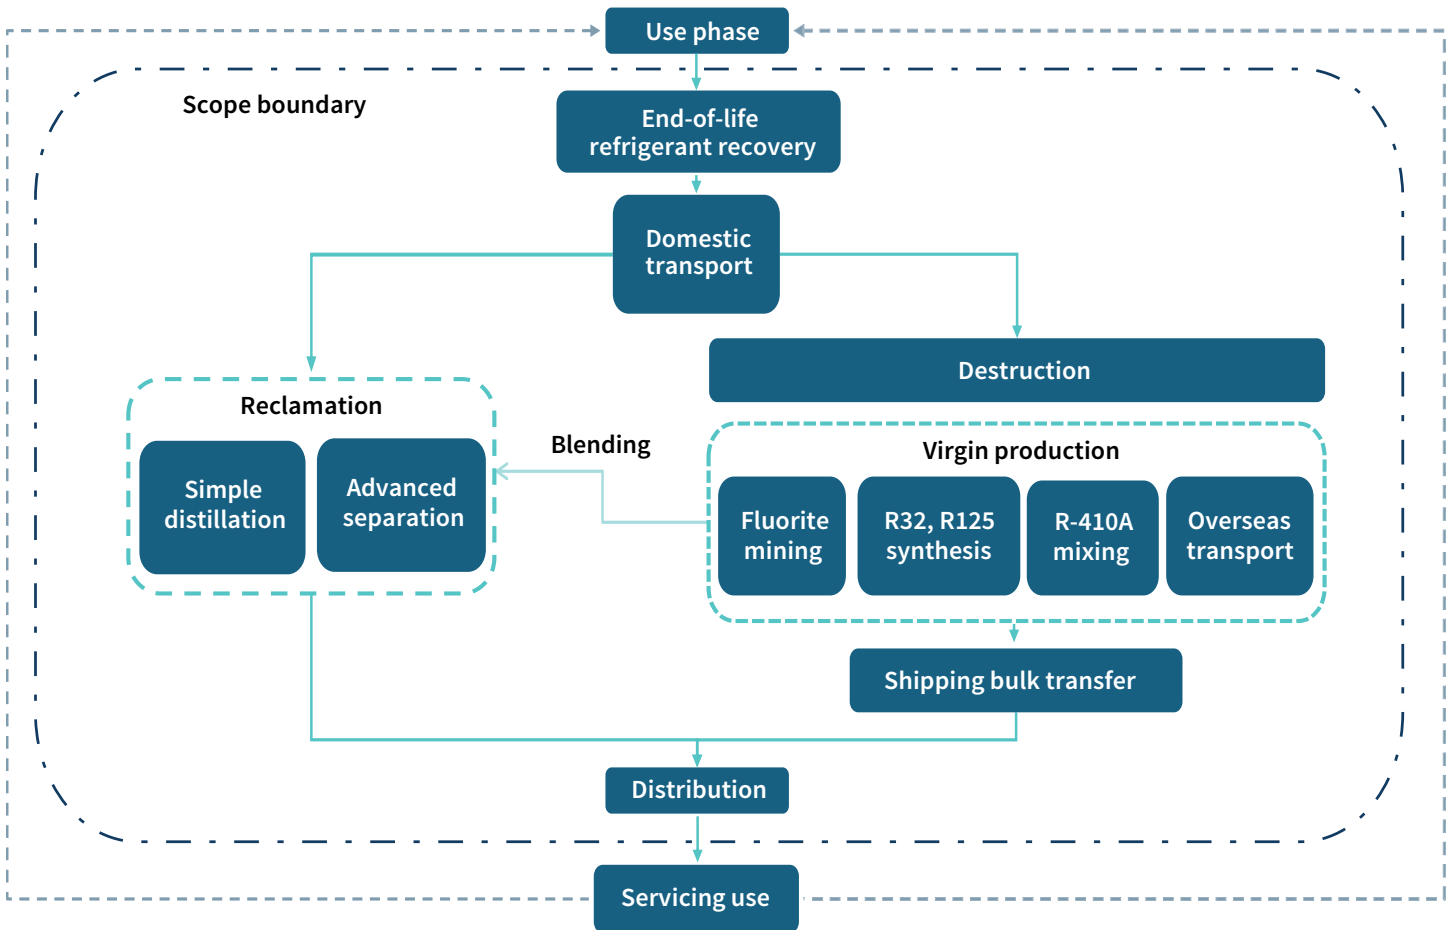 Use phase
Scope boundary
End-of-life
refrigerant recovery
Domestic
transport
Destruction
Reclamation
Simple
distillation
Advanced
separation
Blending
Virgin production
Fluorite
mining
R32, R125
synthesis
R-410A
mixing
Overseas
transport
Shipping bulk transfer
Distribution
Servicing use